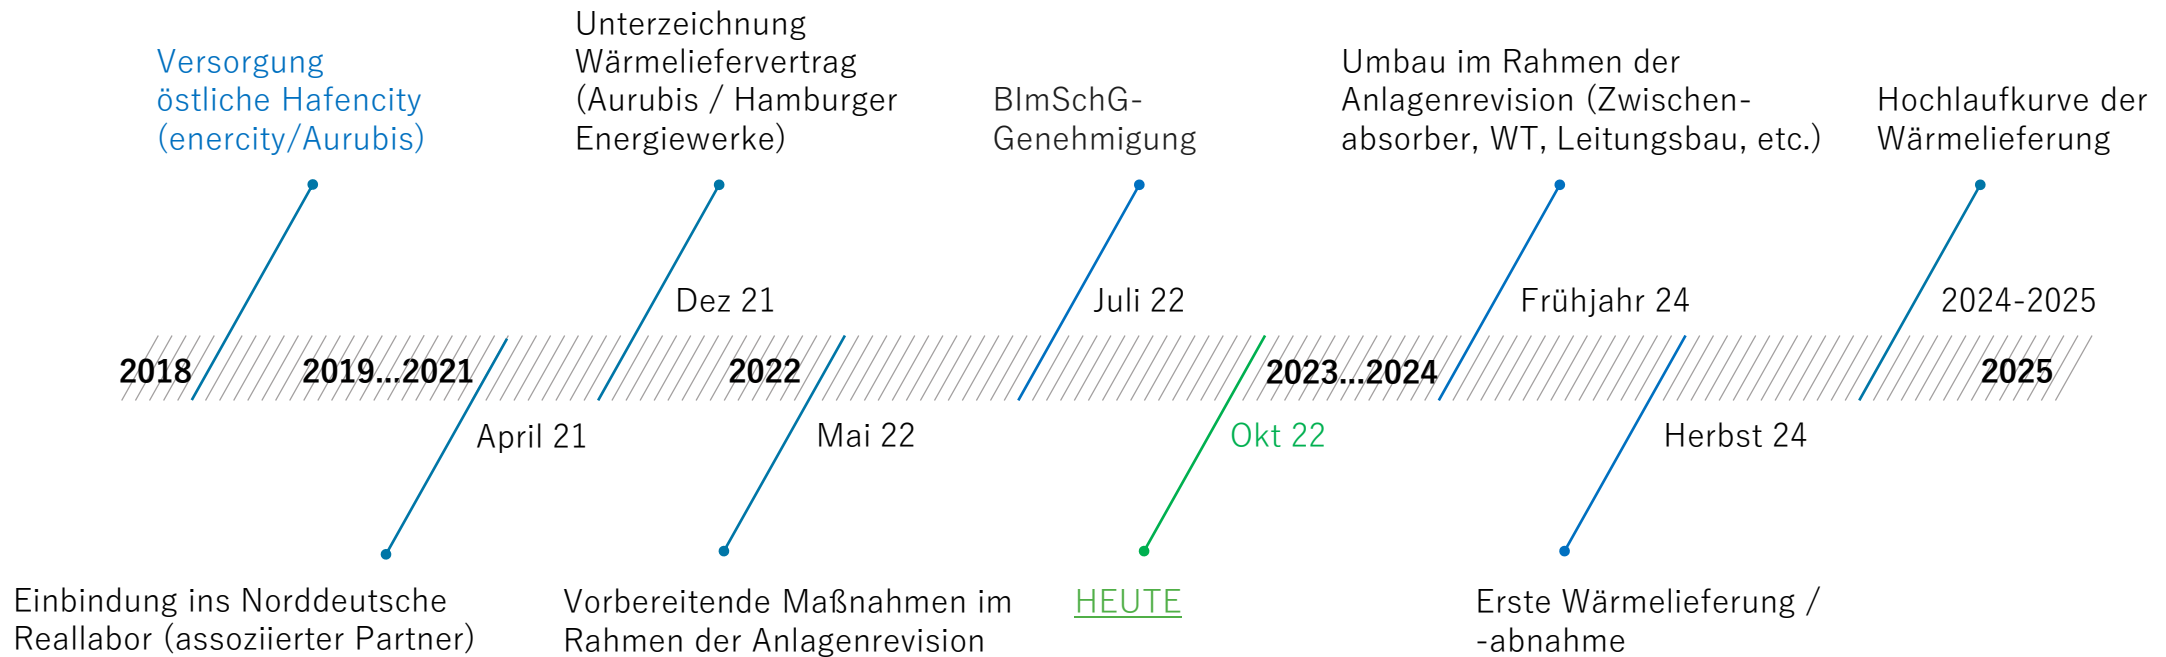 Versorgung
östliche Hafencity
(enercity/Aurubis)
Unterzeichnung
Wärmeliefervertrag
(Aurubis / Hamburger
Energiewerke)
BImSchG-
Genehmigung
Umbau im Rahmen der
Anlagenrevision (Zwischen-
absorber, WT, Leitungsbau, etc.)
Hochlaufkurve der
Wärmelieferung
Dez 21
Juli 22
Frühjahr 24
2024-2025
2018
2019...2021
2022
2023...2024
2025
April 21
Mai 22
Okt 22
Herbst 24
Einbindung ins Norddeutsche
Reallabor (assoziierter Partner)
Vorbereitende Maßnahmen im
Rahmen der Anlagenrevision
HEUTE
Erste Wärmelieferung /
-abnahme